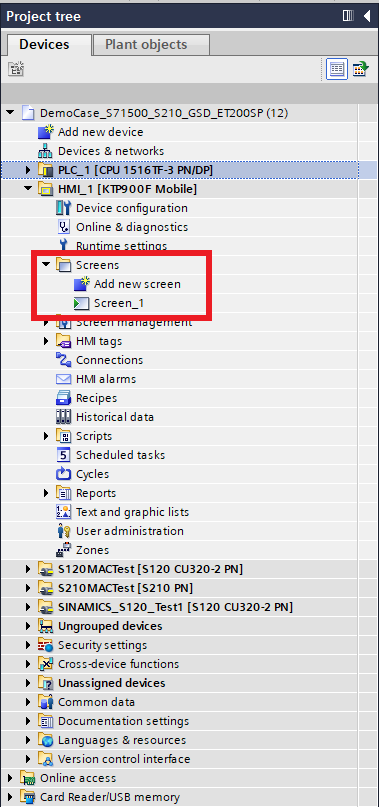 Project tree
Devices
Plant objects
DemoCase_S71500_S210_GSD_ET200SP (12)
Add new device
Devices & networks
PLC_1 [CPU 1516TF-3 PN/DP]
HMI_1 [KTP900F Mobile]
Device configuration
Online & diagnostics
Runtime settings
Screens
Add new screen
Screen_1
Screen management
HMI tags
Connections
HMI alarms
Recipes
Historical data
Scripts
Scheduled tasks
Cycles
Reports
Text and graphic lists
User administration
Zones
S120MACTest [S120 CU320-2 PN]
S210MACTest [S210 PN]
SINAMICS_S120_Test1 [S120 CU320-2 PN]
Ungrouped devices
Security settings
Cross-device functions
Unassigned devices
Common data
Documentation settings
Languages & resources
Version control interface
Online access
Card Reader/USB memory